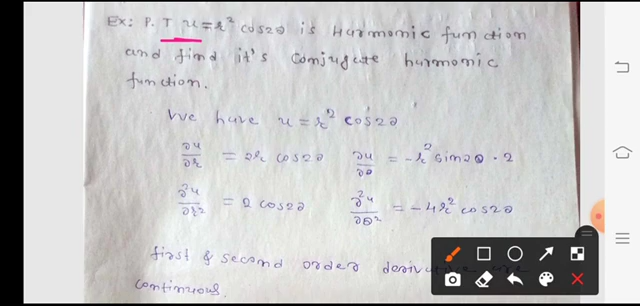 Ex: P. T u = r² cos2θ is Harmonic function
and find it's conjugate harmonic
function.
We have u = r² cos2θ
∂u/∂r = 2r cos2θ ∂u/∂θ = -r² sin2θ · 2
∂²u/∂r² = 2 cos2θ ∂²u/∂θ² = -4r² cos2θ
first & second order
continuous.